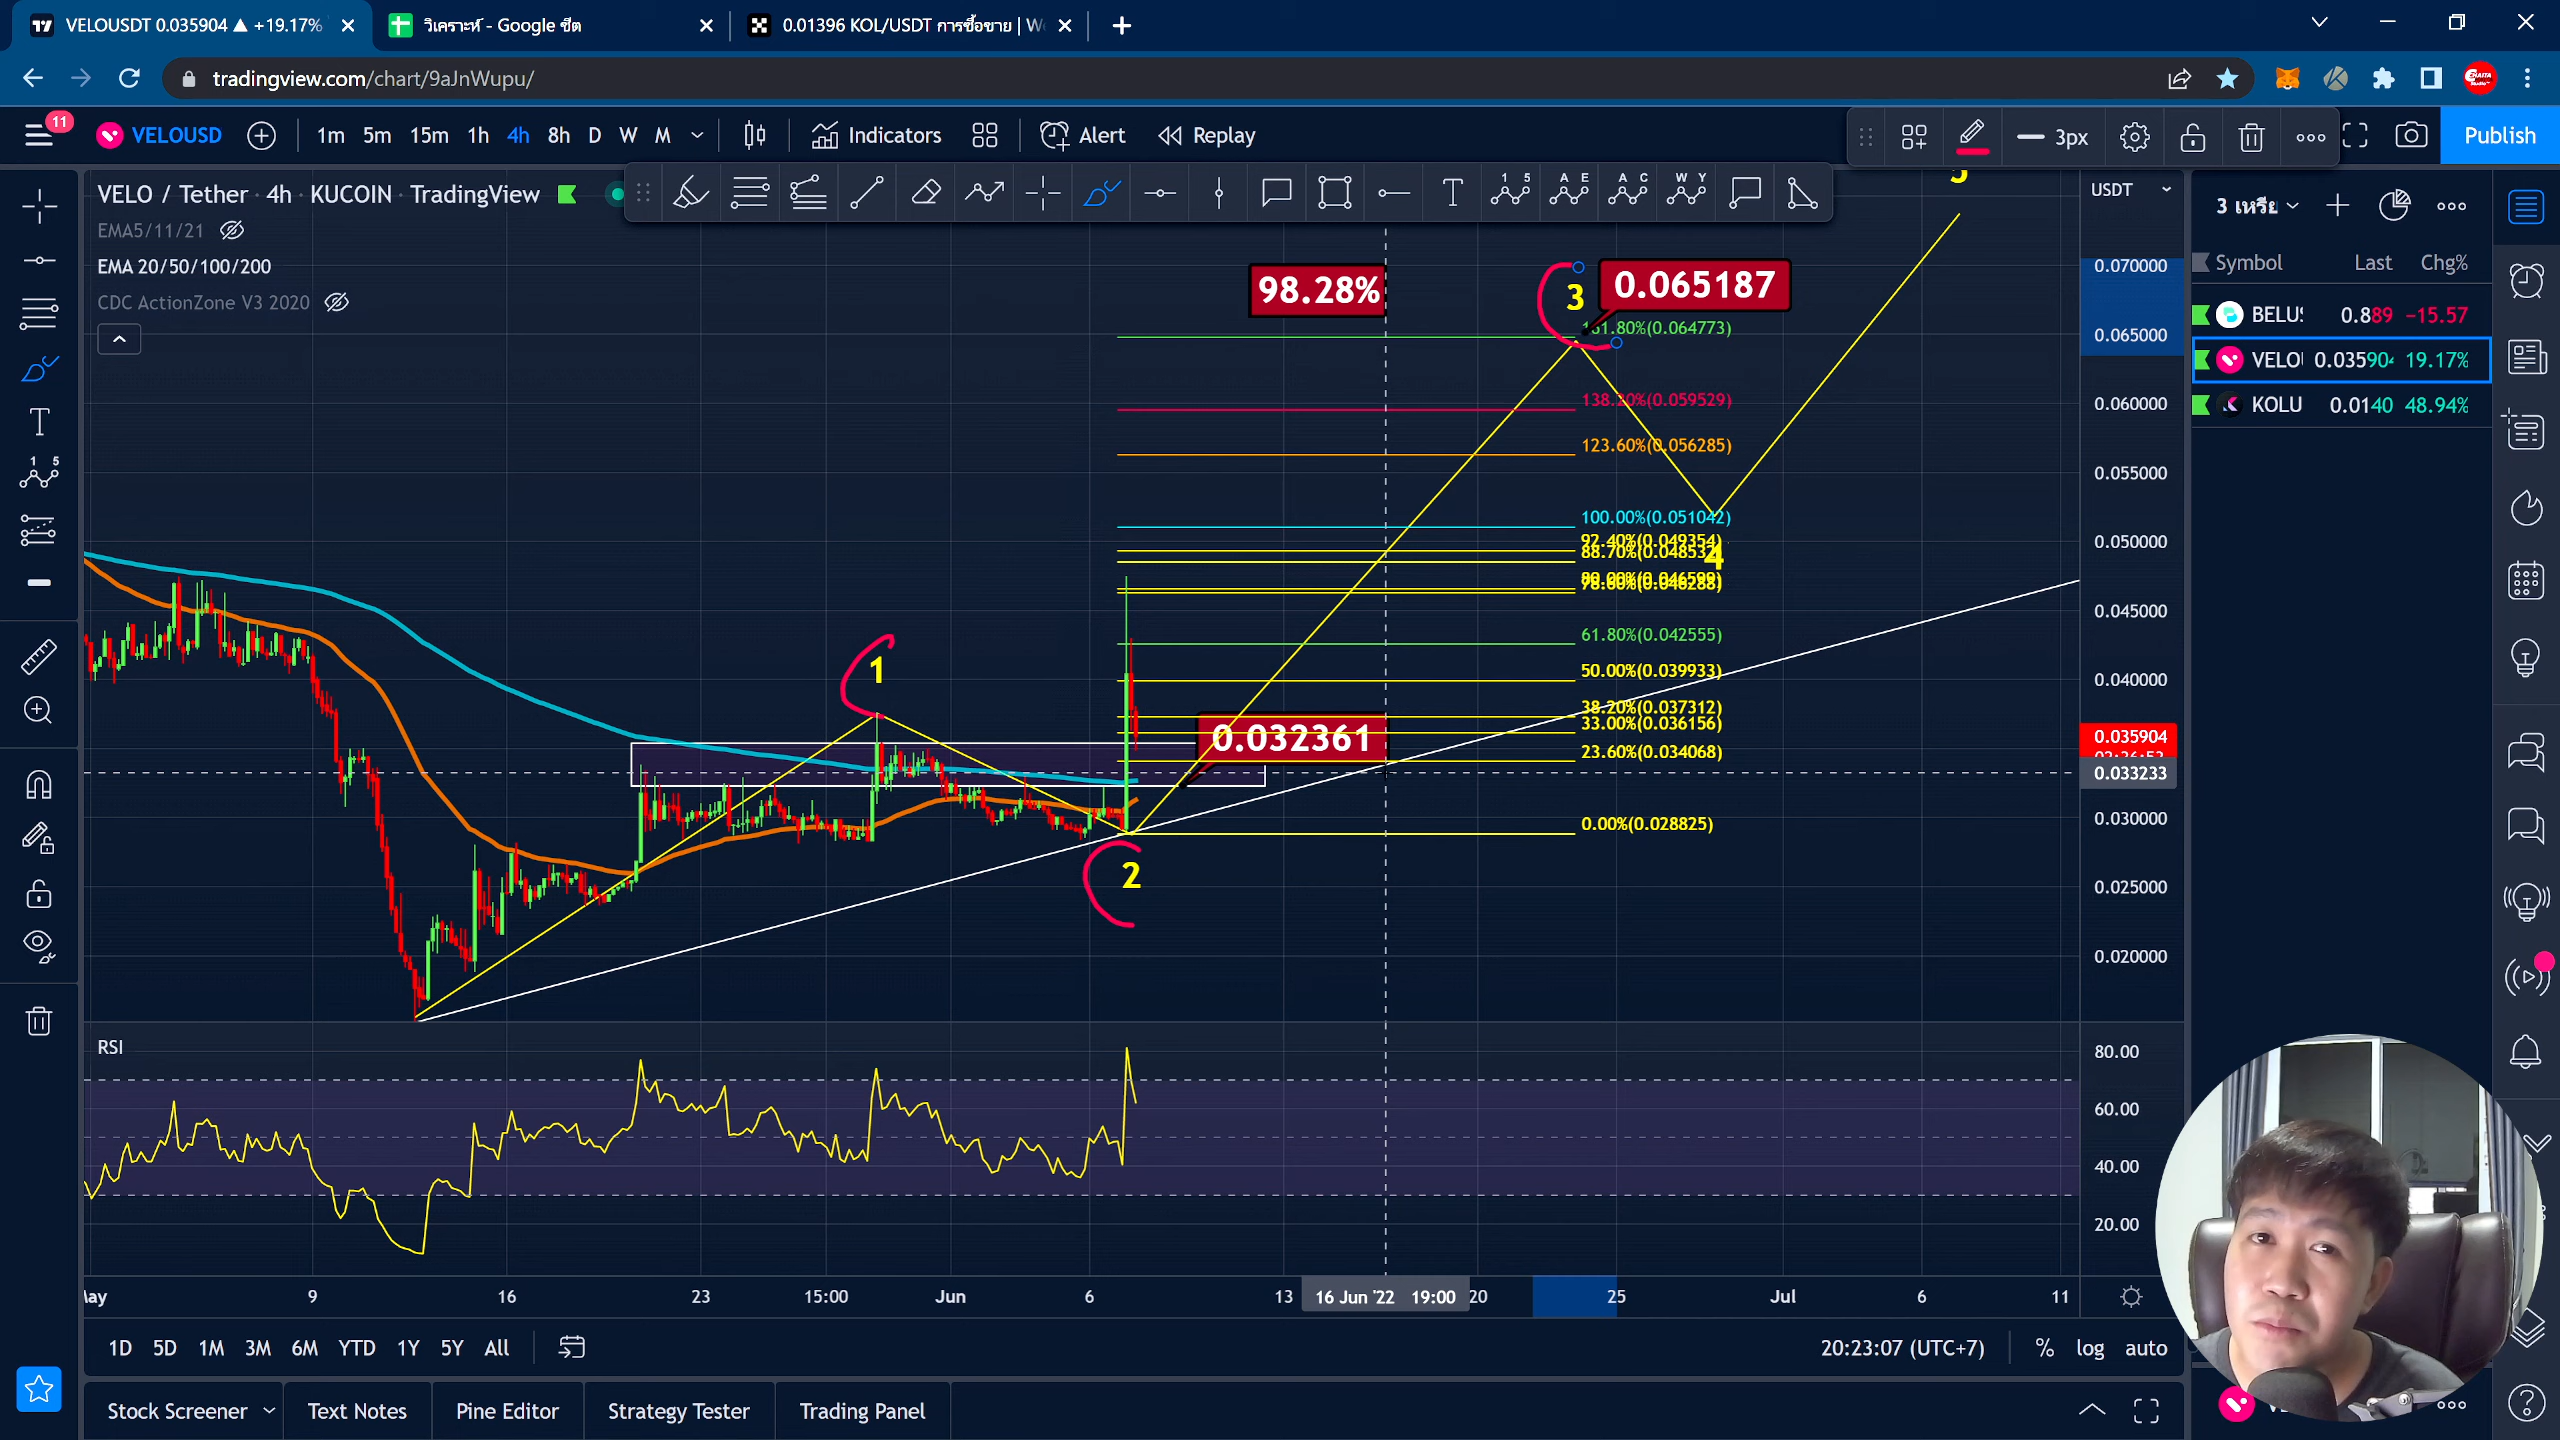 VELOUSDT 0.035904 ▲ +19.17%
วิเคราะห์ - Google ชีต
0.01396 KOL/USDT การซื้อขาย | W
tradingview.com/chart/9aJnWupu/
11
VELOUSD
1m 5m 15m 1h 4h 8h D W M
Indicators
Alert
Replay
3px
Publish
VELO / Tether · 4h · KUCOIN · TradingView
EMA5/11/21
EMA 20/50/100/200
CDC ActionZone V3 2020
USDT
3 เหรีย
Symbol Last Chg%
BELUS 0.889 −15.57
VELO 0.035904 19.17%
KOLU 0.0140 48.94%
98.28%
3
0.065187
5
161.80%(0.064773)
138.20%(0.059529)
123.60%(0.056285)
100.00%(0.051042)
92.40%(0.049354)
4
61.80%(0.042555)
50.00%(0.039933)
38.20%(0.037312)
33.00%(0.036156)
23.60%(0.034068)
0.00%(0.028825)
1
0.032361
2
0.070000
0.065000
0.060000
0.055000
0.050000
0.045000
0.040000
0.035904
0.033233
0.030000
0.025000
0.020000
RSI
80.00
60.00
40.00
20.00
May 9 16 23 15:00 Jun 6 13 16 Jun '22 19:00 20 25 Jul 6 11
1D 5D 1M 3M 6M YTD 1Y 5Y All
20:23:07 (UTC+7)
% log auto
Stock Screener
Text Notes
Pine Editor
Strategy Tester
Trading Panel